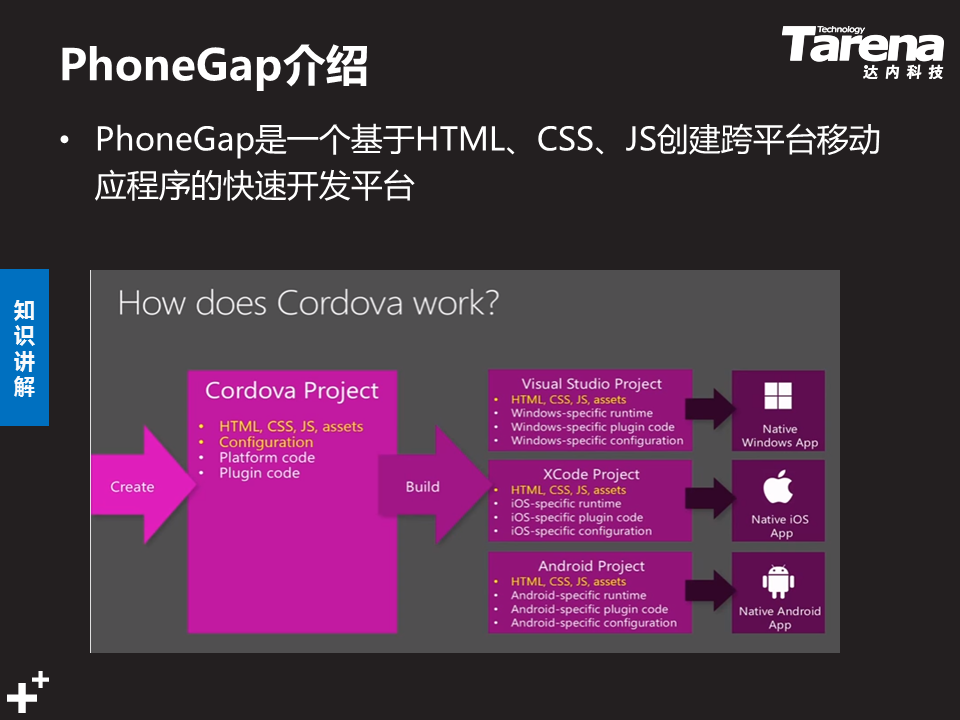 PhoneGap介绍
Technology
Tarena
达内科技
• PhoneGap是一个基于HTML、CSS、JS创建跨平台移动
应程序的快速开发平台
知
识
讲
解
How does Cordova work?
Create
Cordova Project
• HTML, CSS, JS, assets
• Configuration
• Platform code
• Plugin code
Build
Visual Studio Project
• HTML, CSS, JS, assets
• Windows-specific runtime
• Windows-specific plugin code
• Windows-specific configuration
Native
Windows App
XCode Project
• HTML, CSS, JS, assets
• iOS-specific runtime
• iOS-specific plugin code
• iOS-specific configuration
Native iOS
App
Android Project
• HTML, CSS, JS, assets
• Android-specific runtime
• Android-specific plugin code
• Android-specific configuration
Native Android
App